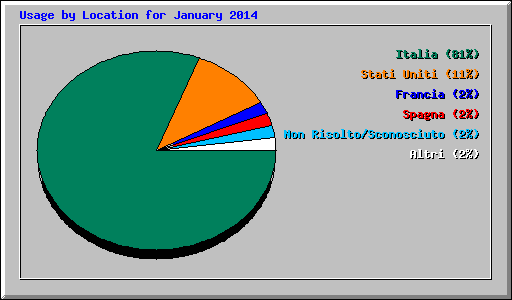 Usage by Location for January 2014
Italia (81%)
Stati Uniti (11%)
Francia (2%)
Spagna (2%)
Non Risolto/Sconosciuto (2%)
Altri (2%)